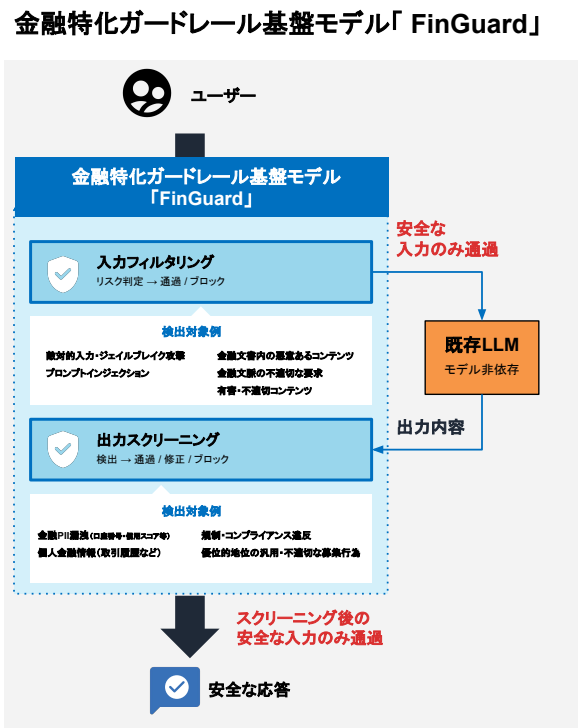 金融特化ガードレール基盤モデル「 FinGuard」
ユーザー
金融特化ガードレール基盤モデル
「FinGuard」
安全な
入力のみ通過
入力フィルタリング
リスク判定 → 通過 / ブロック
検出対象例
敵対的入力・ジェイルブレイク攻撃
プロンプトインジェクション
金融文書内の悪意あるコンテンツ
金融文脈の不適切な要求
有害・不適切コンテンツ
既存LLM
モデル非依存
出力内容
出力スクリーニング
検出 → 通過 / 修正 / ブロック
検出対象例
金融PII漏洩（口座番号・信用スコア等）
個人金融情報（取引履歴など）
規制・コンプライアンス違反
優位的地位の汎用・不適切な募集行為
スクリーニング後の
安全な入力のみ通過
安全な応答